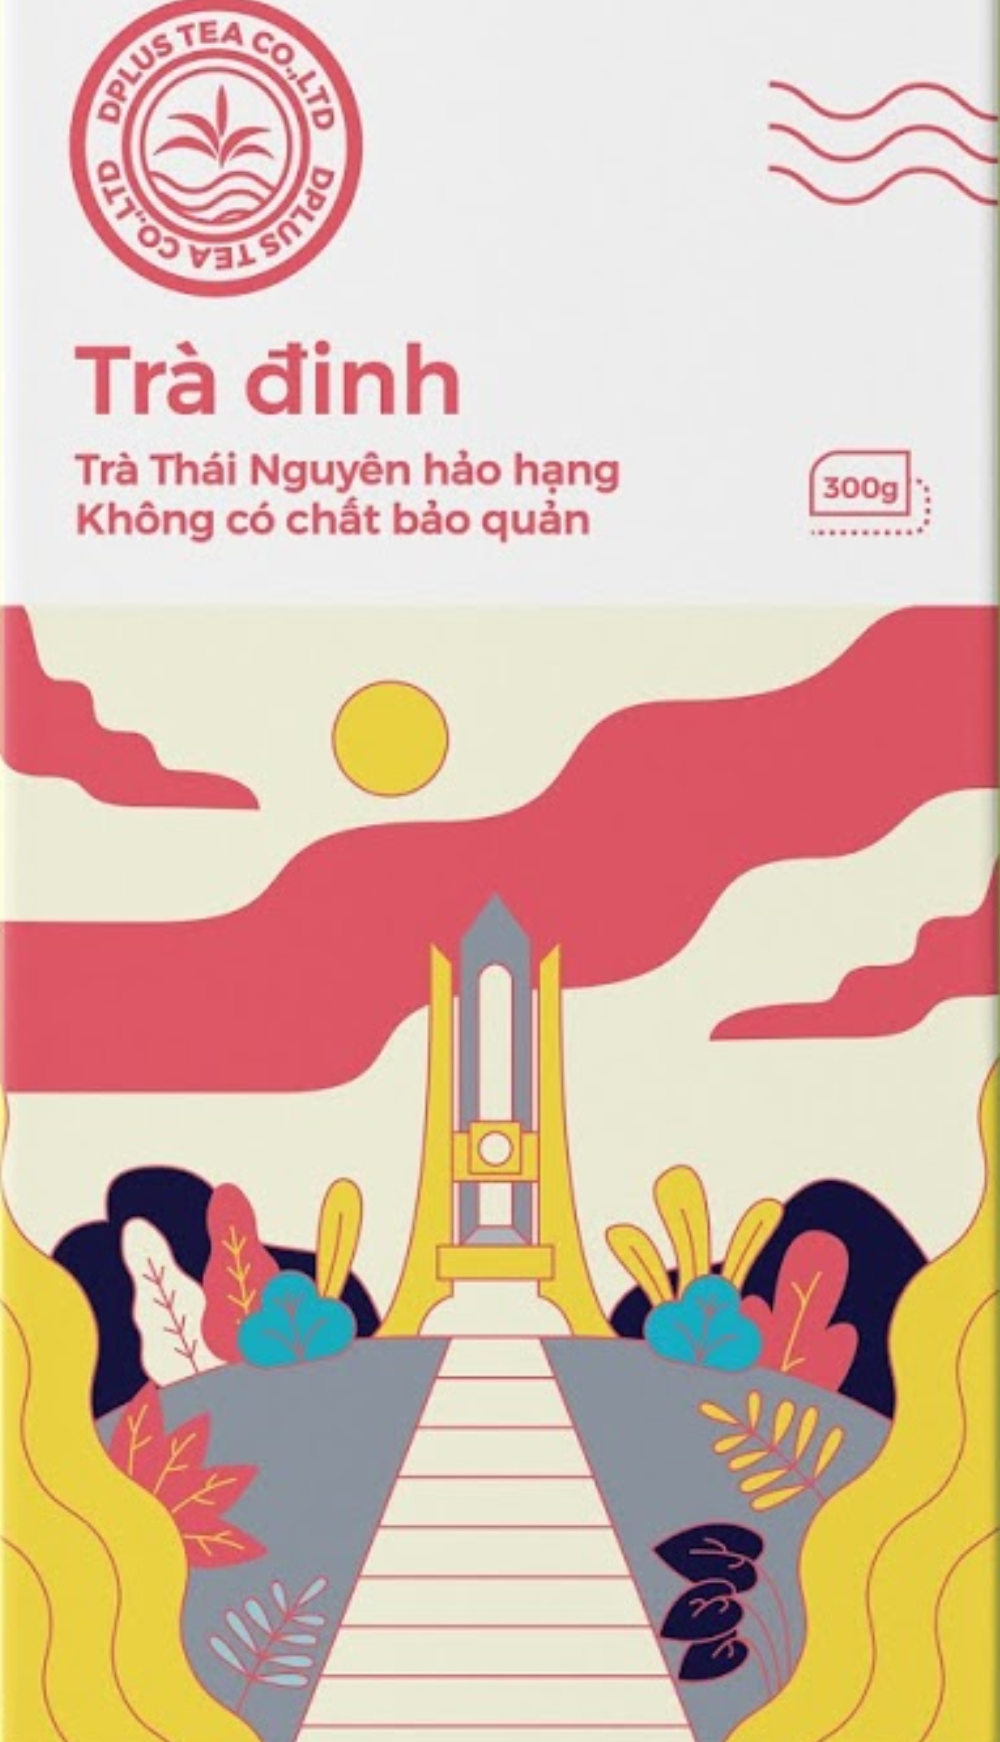 DPLUS TEA CO.,LTD
DPLUS TEA CO.,LTD
Trà đinh
Trà Thái Nguyên hảo hạng
Không có chất bảo quản
300g